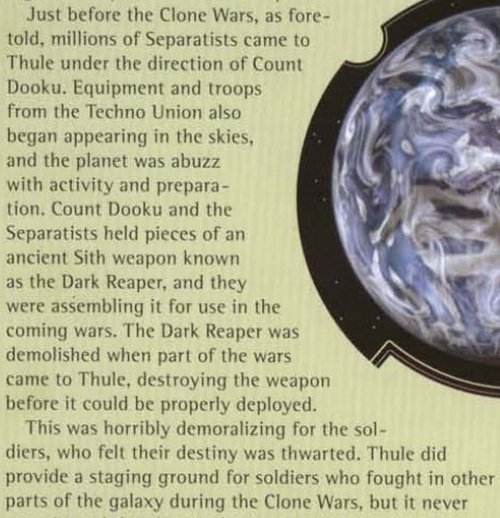 Just before the Clone Wars, as fore-
told, millions of Separatists came to
Thule under the direction of Count
Dooku. Equipment and troops
from the Techno Union also
began appearing in the skies,
and the planet was abuzz
with activity and prepara-
tion. Count Dooku and the
Separatists held pieces of an
ancient Sith weapon known
as the Dark Reaper, and they
were assembling it for use in the
coming wars. The Dark Reaper was
demolished when part of the wars
came to Thule, destroying the weapon
before it could be properly deployed.
This was horribly demoralizing for the sol-
diers, who felt their destiny was thwarted. Thule did
provide a staging ground for soldiers who fought in other
parts of the galaxy during the Clone Wars, but it never